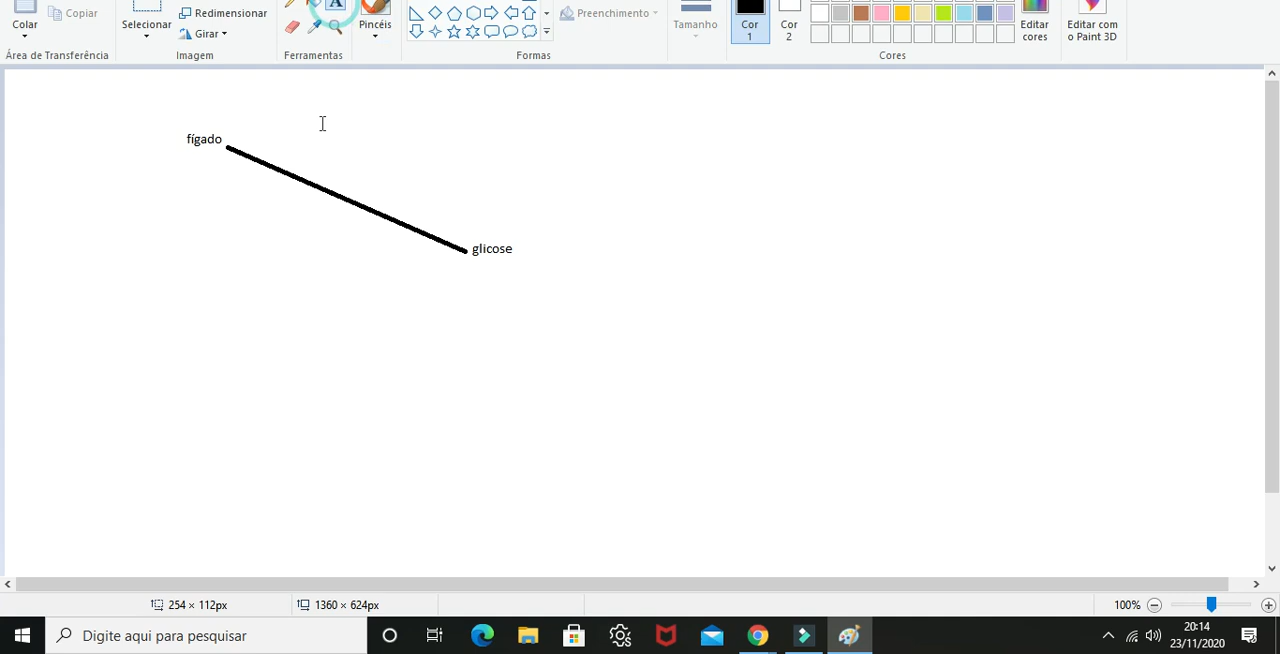 Colar
Copiar
Área de Transferência
Selecionar
Redimensionar
Girar
Imagem
A
Ferramentas
Pincéis
Preenchimento
Formas
Tamanho
Cor
1
Cor
2
Editar
cores
Editar com
o Paint 3D
Cores
fígado
glicose
254 × 112px
1360 × 624px
100%
Digite aqui para pesquisar
20:14
23/11/2020